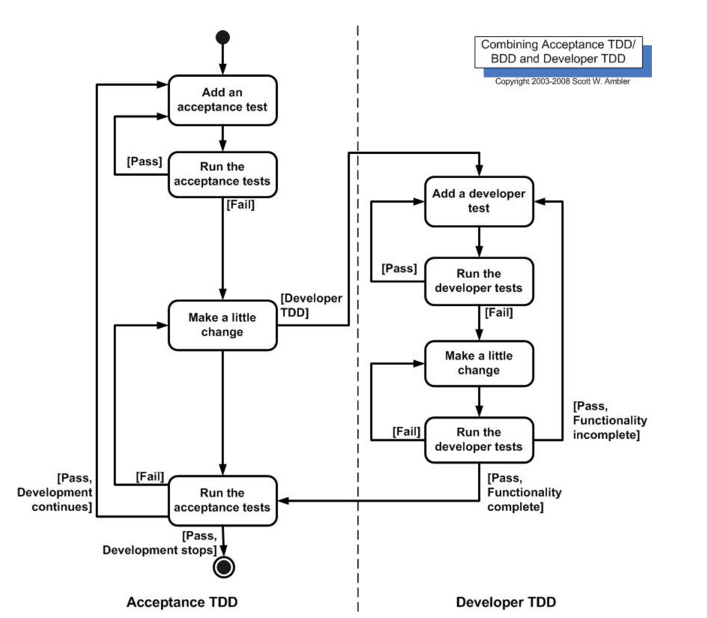 Combining Acceptance TDD/
BDD and Developer TDD
Copyright 2003-2008 Scott W. Ambler
Add an
acceptance test
[Pass]
Run the
acceptance tests
[Fail]
Make a little
change
[Developer
TDD]
[Fail]
Run the
acceptance tests
[Pass,
Development
continues]
[Pass,
Development stops]
Acceptance TDD
Add a developer
test
[Pass]
Run the
developer tests
[Fail]
Make a little
change
[Fail]
Run the
developer tests
[Pass,
Functionality
incomplete]
[Pass,
Functionality
complete]
Developer TDD